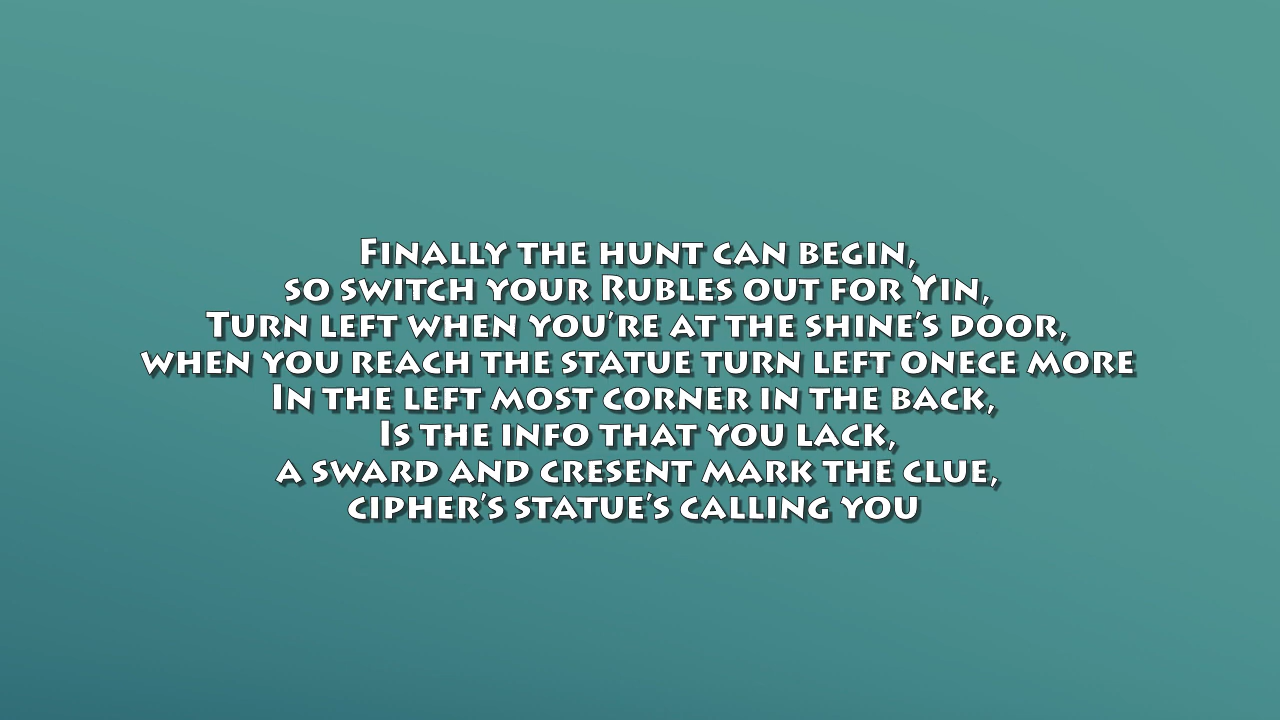 Finally the hunt can begin,
so switch your Rubles out for Yin,
Turn left when you're at the shine's door,
when you reach the statue turn left onece more
In the left most corner in the back,
Is the info that you lack,
a sward and cresent mark the clue,
cipher's statue's calling you